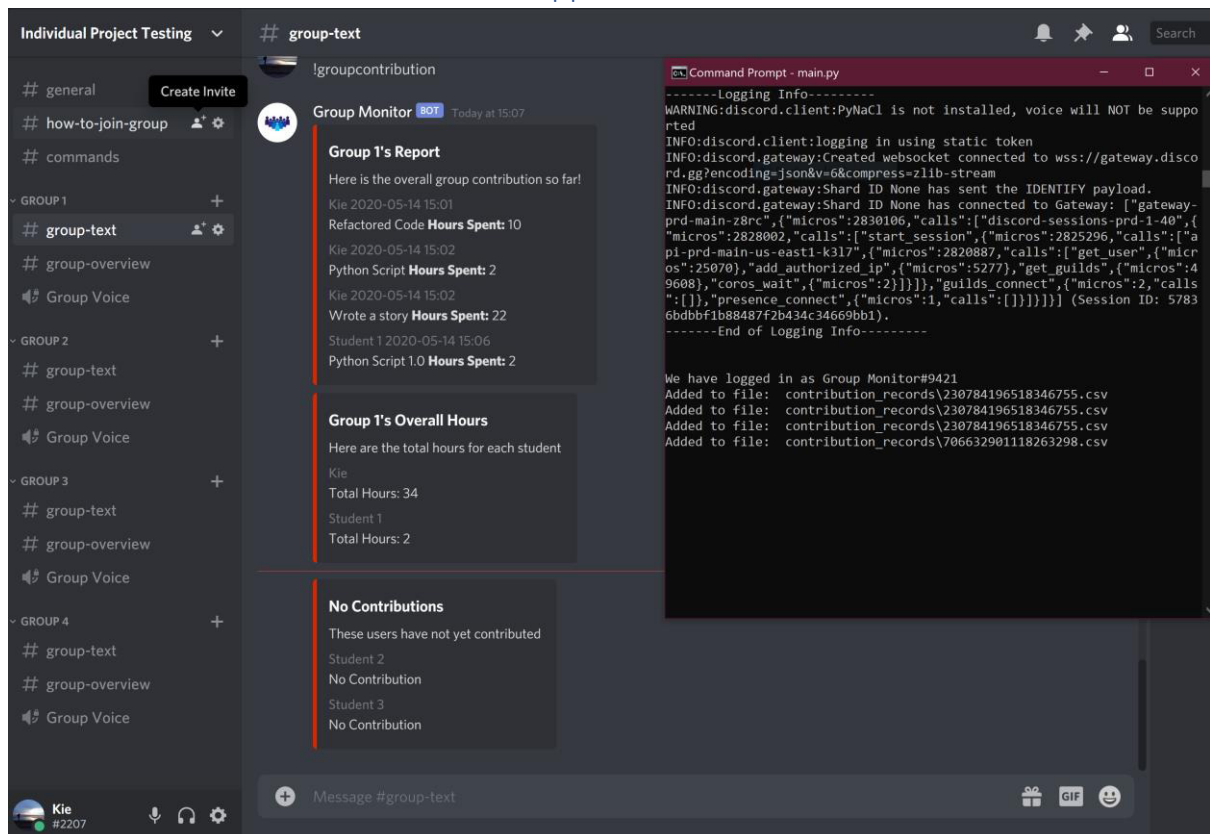 Individual Project Testing
# general
Create Invite
# how-to-join-group
# commands
GROUP 1
# group-text
# group-overview
Group Voice
GROUP 2
# group-text
# group-overview
Group Voice
GROUP 3
# group-text
# group-overview
Group Voice
GROUP 4
# group-text
# group-overview
Group Voice
Kie
#2207
# group-text
Search
!groupcontribution
Group Monitor BOT Today at 15:07
Group 1's Report
Here is the overall group contribution so far!
Kie 2020-05-14 15:01
Refactored Code Hours Spent: 10
Kie 2020-05-14 15:02
Python Script Hours Spent: 2
Kie 2020-05-14 15:02
Wrote a story Hours Spent: 22
Student 1 2020-05-14 15:06
Python Script 1.0 Hours Spent: 2
Group 1's Overall Hours
Here are the total hours for each student
Kie
Total Hours: 34
Student 1
Total Hours: 2
No Contributions
These users have not yet contributed
Student 2
No Contribution
Student 3
No Contribution
Message #group-text
GIF
Command Prompt - main.py
-------Logging Info---------
WARNING:discord.client:PyNaCl is not installed, voice will NOT be suppo
rted
INFO:discord.client:logging in using static token
INFO:discord.gateway:Created websocket connected to wss://gateway.disco
rd.gg?encoding=json&v=6&compress=zlib-stream
INFO:discord.gateway:Shard ID None has sent the IDENTIFY payload.
INFO:discord.gateway:Shard ID None has connected to Gateway: ["gateway-
prd-main-z8rc",{"micros":2830106,"calls":["discord-sessions-prd-1-40",{
"micros":2828002,"calls":["start_session",{"micros":2825296,"calls":["a
pi-prd-main-us-east1-k3l7",{"micros":2820887,"calls":["get_user",{"micr
os":25070},"add_authorized_ip",{"micros":5277},"get_guilds",{"micros":4
9608},"coros_wait",{"micros":2}]}]},"guilds_connect",{"micros":2,"calls
":[]},"presence_connect",{"micros":1,"calls":[]}]}]}] (Session ID: 5783
6bdbbf1b88487f2b434c34669bb1).
-------End of Logging Info---------
We have logged in as Group Monitor#9421
Added to file:  contribution_records\230784196518346755.csv
Added to file:  contribution_records\230784196518346755.csv
Added to file:  contribution_records\230784196518346755.csv
Added to file:  contribution_records\706632901118263298.csv